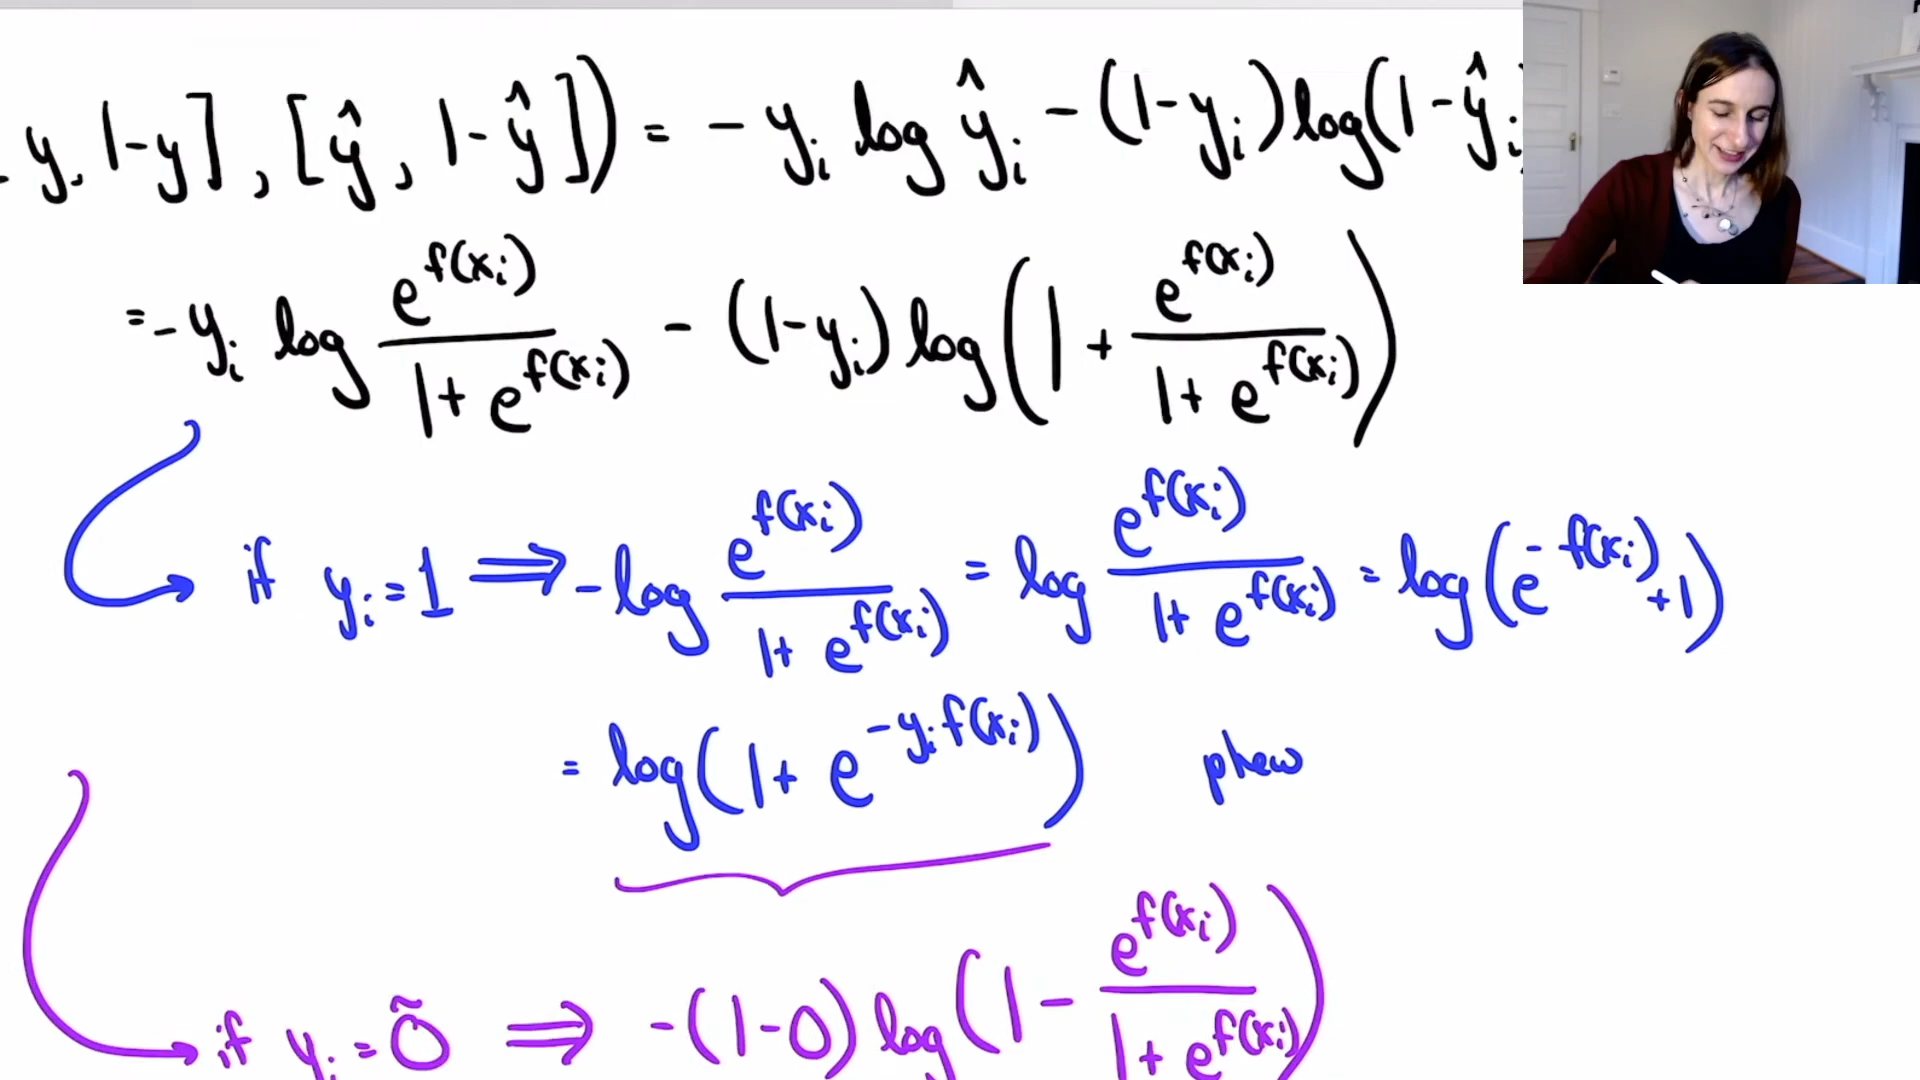 y, 1-y], [ŷ, 1-ŷ]) = - yᵢ log ŷᵢ - (1-yᵢ) log(1-ŷᵢ
= - yᵢ log e^{f(xᵢ)} / (1+ e^{f(xᵢ)}) - (1-yᵢ) log(1 + e^{f(xᵢ)} / (1+ e^{f(xᵢ)}))
if yᵢ = 1 ⟹ - log e^{f(xᵢ)} / (1+ e^{f(xᵢ)}) = log e^{f(xᵢ)} / (1+ e^{f(xᵢ)}) = log(e^{-f(xᵢ)} +1)
= log(1+ e^{-yᵢ f(xᵢ)}) phew
if yᵢ = 0̃ ⟹ -(1-0) log(1 - e^{f(xᵢ)} / (1+ e^{f(xᵢ)}))